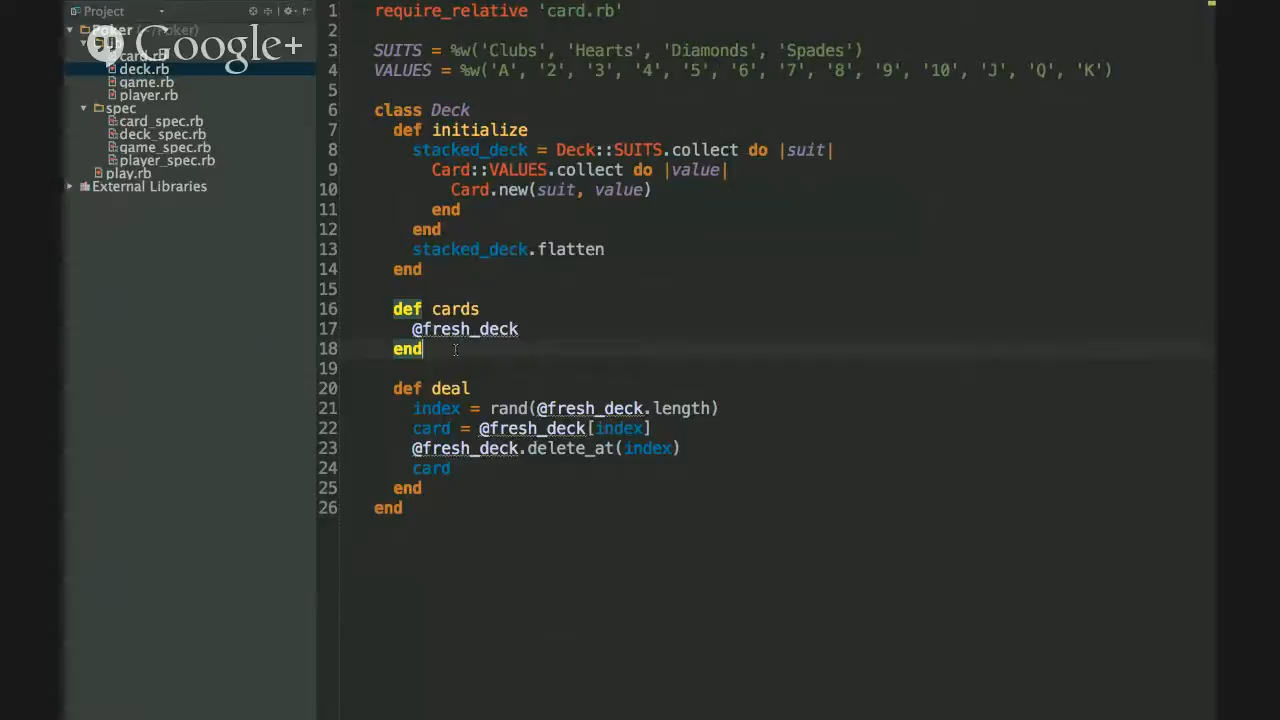 Project
Poker (~/Poker)
Google+
card.rb
deck.rb
game.rb
player.rb
spec
card_spec.rb
deck_spec.rb
game_spec.rb
player_spec.rb
play.rb
External Libraries
1 require_relative 'card.rb'
2
3 SUITS = %w('Clubs', 'Hearts', 'Diamonds', 'Spades')
4 VALUES = %w('A', '2', '3', '4', '5', '6', '7', '8', '9', '10', 'J', 'Q', 'K')
5
6 class Deck
7 def initialize
8 stacked_deck = Deck::SUITS.collect do |suit|
9 Card::VALUES.collect do |value|
10 Card.new(suit, value)
11 end
12 end
13 stacked_deck.flatten
14 end
15
16 def cards
17 @fresh_deck
18 end
19
20 def deal
21 index = rand(@fresh_deck.length)
22 card = @fresh_deck[index]
23 @fresh_deck.delete_at(index)
24 card
25 end
26 end